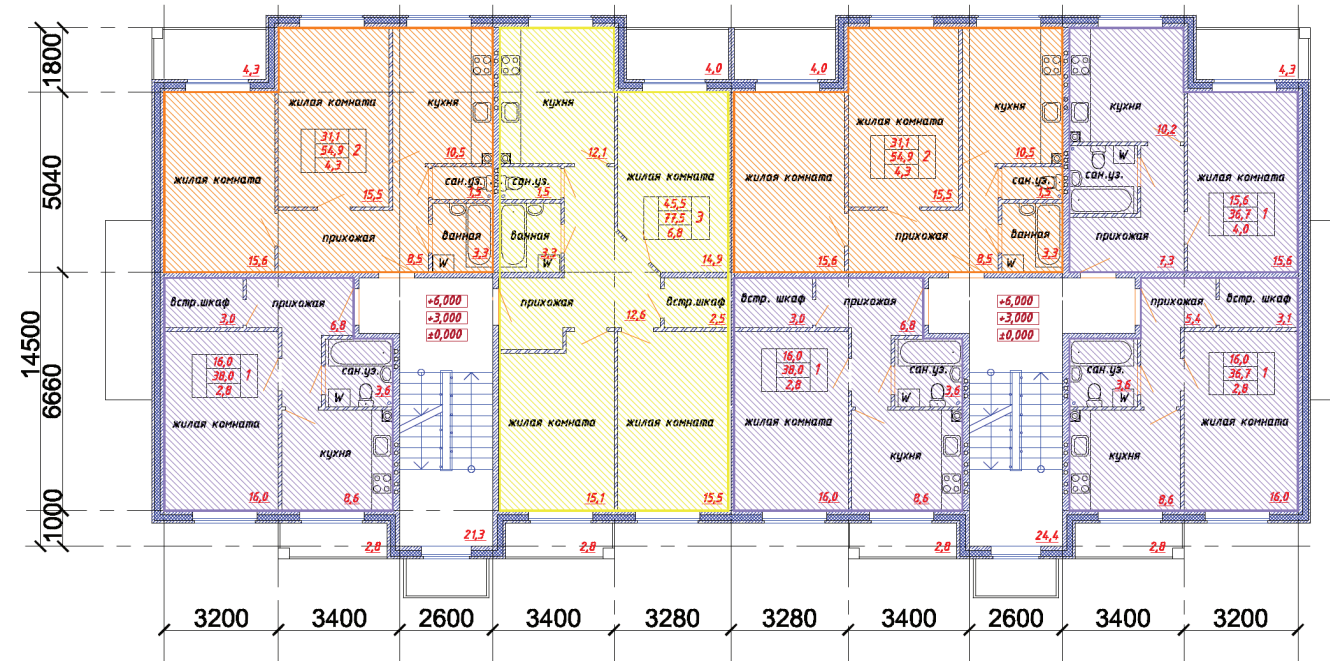 4,3
4,0
4,0
4,3
1800
5040
14500
6660
1000
жилая комната
кухня
31,1
54,9 2
4,3
10,5
жилая комната
сан.уз.
1,5
15,5
прихожая
ванная
3,3
8,5
W
15,6
кухня
12,1
сан.уз.
1,5
жилая комната
45,5
77,5 3
6,8
ванная
3,3
W
14,9
прихожая
12,6
встр.шкаф
2,5
жилая комната
15,1
жилая комната
15,5
жилая комната
кухня
31,1
54,9 2
4,3
10,5
жилая комната
сан.уз.
1,5
15,5
прихожая
ванная
3,3
8,5
W
15,6
кухня
10,2
W
сан.уз.
жилая комната
15,6
36,7 1
4,0
прихожая
7,3
15,6
встр.шкаф
3,0
прихожая
6,8
+6,000
+3,000
±0,000
16,0
38,0 1
2,8
сан.уз.
3,6
W
жилая комната
кухня
16,0
8,6
21,3
встр. шкаф
3,0
прихожая
6,8
+6,000
+3,000
±0,000
16,0
38,0 1
2,8
сан.уз.
3,6
W
жилая комната
кухня
16,0
8,6
24,4
прихожая
5,4
встр. шкаф
3,1
сан.уз.
3,6
W
16,0
36,7 1
2,8
жилая комната
кухня
8,6
16,0
2,8
2,8
2,8
2,8
3200
3400
2600
3400
3280
3280
3400
2600
3400
3200